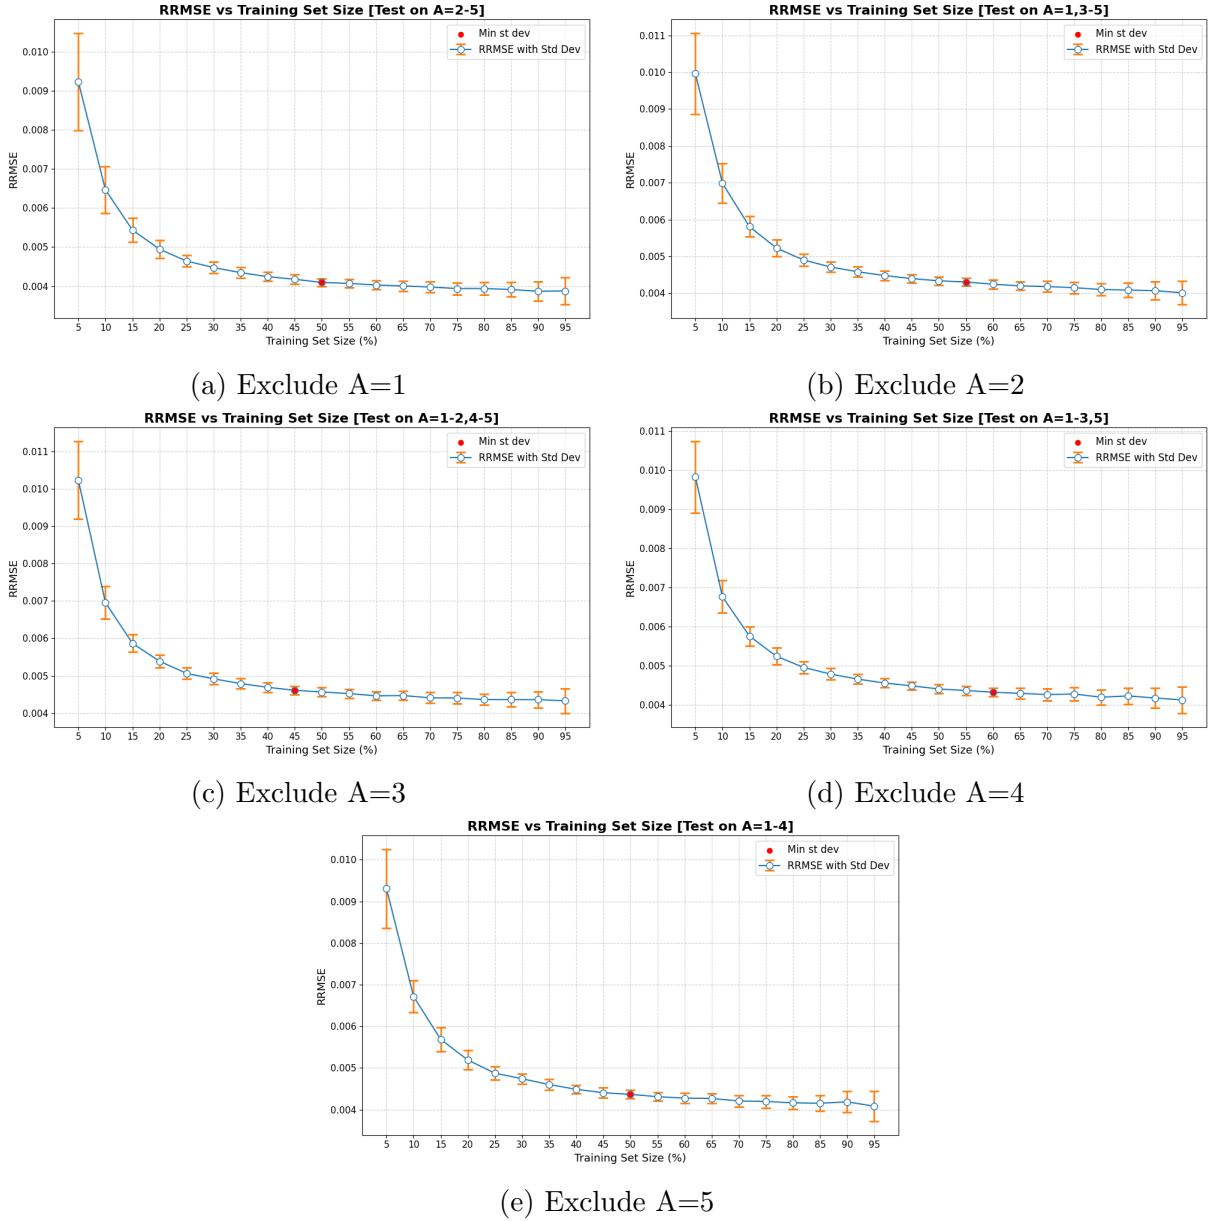 RRMSE vs Training Set Size [Test on A=2-5]
Min st dev
RRMSE with Std Dev
0.010
0.009
0.008
0.007
0.006
0.005
0.004
RRMSE
5 10 15 20 25 30 35 40 45 50 55 60 65 70 75 80 85 90 95
Training Set Size (%)
(a) Exclude A=1
RRMSE vs Training Set Size [Test on A=1,3-5]
Min st dev
RRMSE with Std Dev
0.011
0.010
0.009
0.008
0.007
0.006
0.005
0.004
RRMSE
5 10 15 20 25 30 35 40 45 50 55 60 65 70 75 80 85 90 95
Training Set Size (%)
(b) Exclude A=2
RRMSE vs Training Set Size [Test on A=1-2,4-5]
Min st dev
RRMSE with Std Dev
0.011
0.010
0.009
0.008
0.007
0.006
0.005
0.004
RRMSE
5 10 15 20 25 30 35 40 45 50 55 60 65 70 75 80 85 90 95
Training Set Size (%)
(c) Exclude A=3
RRMSE vs Training Set Size [Test on A=1-3,5]
Min st dev
RRMSE with Std Dev
0.011
0.010
0.009
0.008
0.007
0.006
0.005
0.004
RRMSE
5 10 15 20 25 30 35 40 45 50 55 60 65 70 75 80 85 90 95
Training Set Size (%)
(d) Exclude A=4
RRMSE vs Training Set Size [Test on A=1-4]
Min st dev
RRMSE with Std Dev
0.010
0.009
0.008
0.007
0.006
0.005
0.004
RRMSE
5 10 15 20 25 30 35 40 45 50 55 60 65 70 75 80 85 90 95
Training Set Size (%)
(e) Exclude A=5